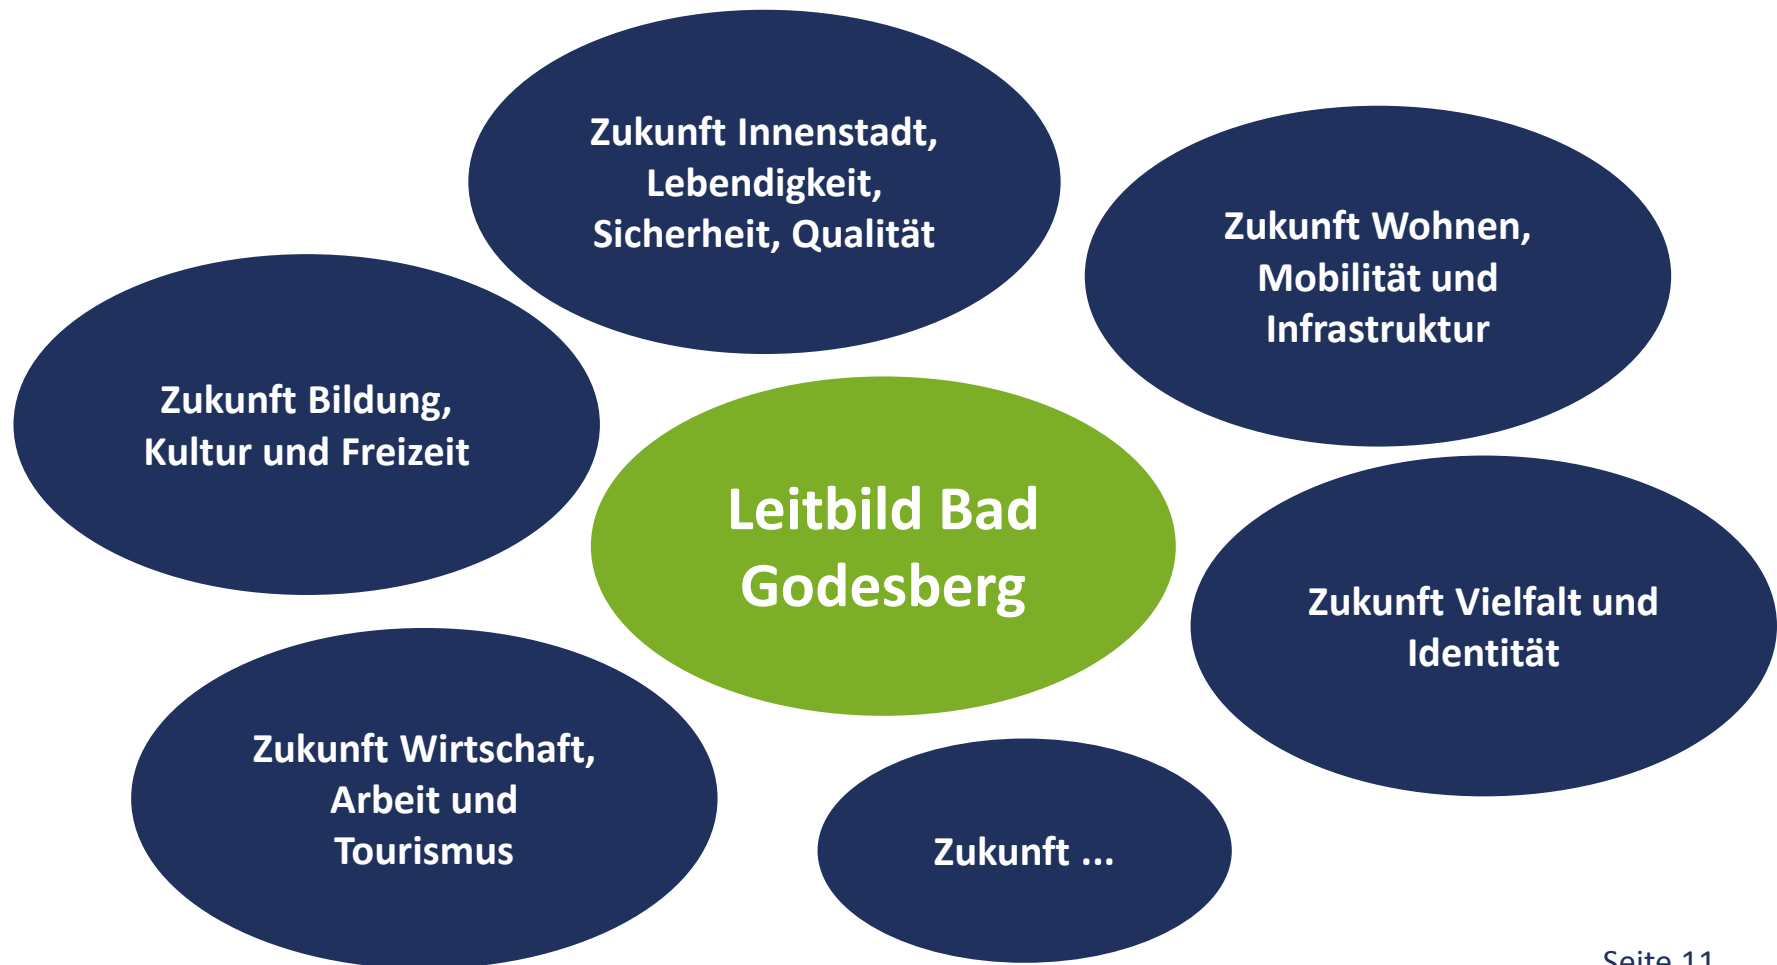 Zukunft Innenstadt,
Lebendigkeit,
Sicherheit, Qualität
Zukunft Wohnen,
Mobilität und
Infrastruktur
Zukunft Bildung,
Kultur und Freizeit
Leitbild Bad
Godesberg
Zukunft Vielfalt und
Identität
Zukunft Wirtschaft,
Arbeit und
Tourismus
Zukunft ...
Seite 11